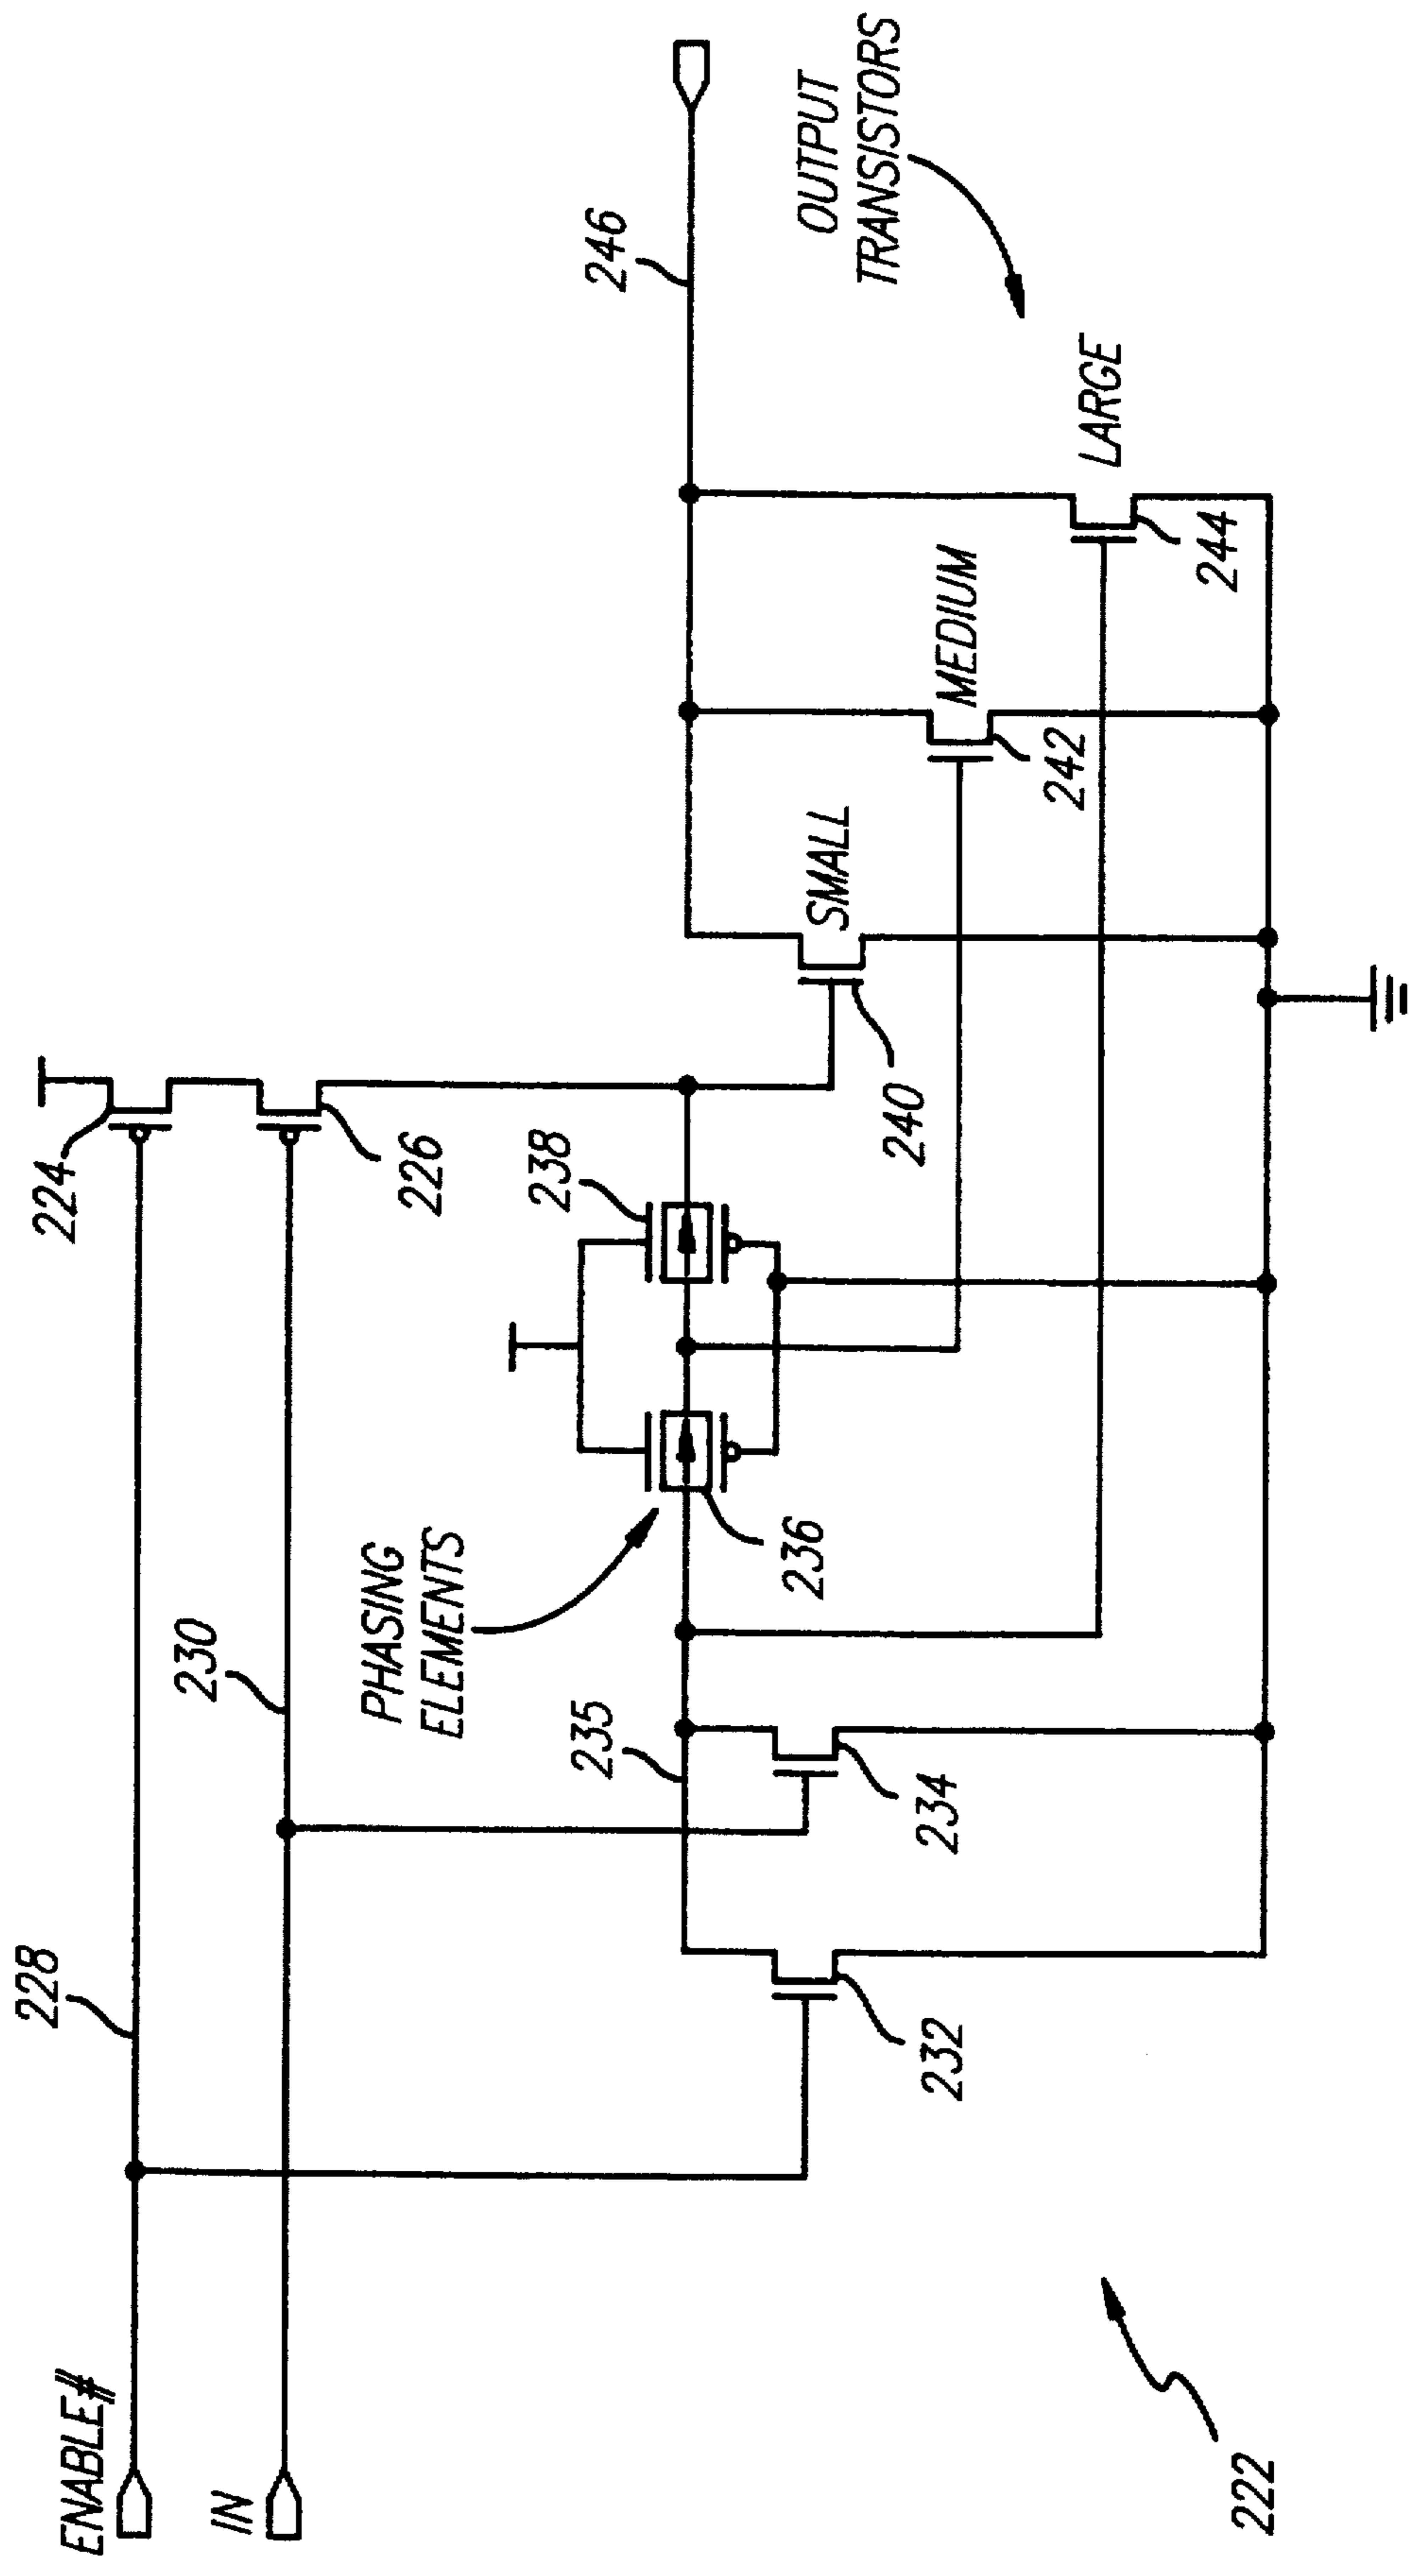 ENABLE#
IN
228
230
224
226
PHASING
ELEMENTS
235
236
238
232
234
240
SMALL
242
MEDIUM
244
LARGE
246
OUTPUT
TRANSISTORS
222